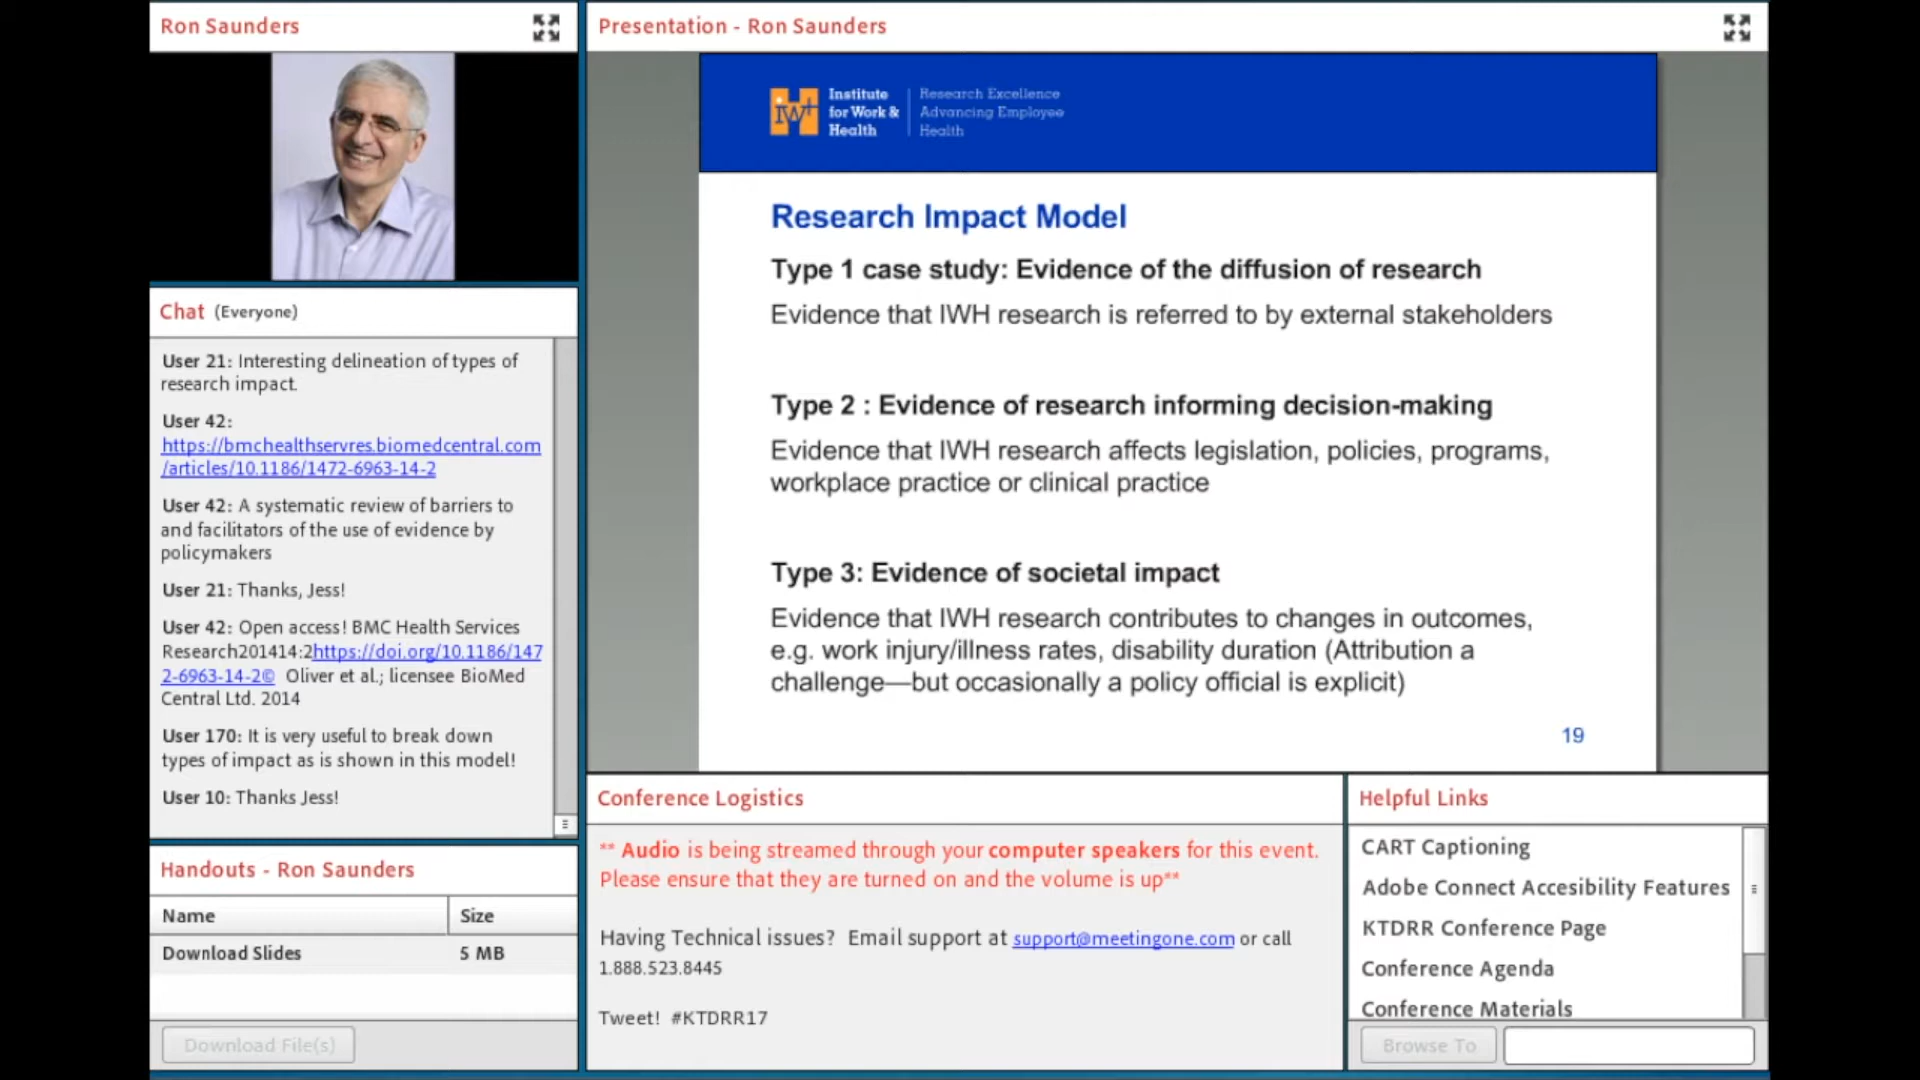 Ron Saunders
Presentation - Ron Saunders
Chat (Everyone)
User 21: Interesting delineation of types of
research impact.
User 42:
https://bmchealthservres.biomedcentral.com
/articles/10.1186/1472-6963-14-2
User 42: A systematic review of barriers to
and facilitators of the use of evidence by
policymakers
User 21: Thanks, Jess!
User 42: Open access! BMC Health Services
Research201414:2https://doi.org/10.1186/147
2-6963-14-2© Oliver et al.; licensee BioMed
Central Ltd. 2014
User 170: It is very useful to break down
types of impact as is shown in this model!
User 10: Thanks Jess!
Handouts - Ron Saunders
Name Size
Download Slides 5 MB
Download File(s)
IW+
Institute
for Work &
Health
Research Excellence
Advancing Employee
Health
Research Impact Model
Type 1 case study: Evidence of the diffusion of research
Evidence that IWH research is referred to by external stakeholders
Type 2 : Evidence of research informing decision-making
Evidence that IWH research affects legislation, policies, programs,
workplace practice or clinical practice
Type 3: Evidence of societal impact
Evidence that IWH research contributes to changes in outcomes,
e.g. work injury/illness rates, disability duration (Attribution a
challenge—but occasionally a policy official is explicit)
19
Conference Logistics
** Audio is being streamed through your computer speakers for this event.
Please ensure that they are turned on and the volume is up**
Having Technical issues? Email support at support@meetingone.com or call
1.888.523.8445
Tweet! #KTDRR17
Helpful Links
CART Captioning
Adobe Connect Accesibility Features
KTDRR Conference Page
Conference Agenda
Conference Materials
Browse To